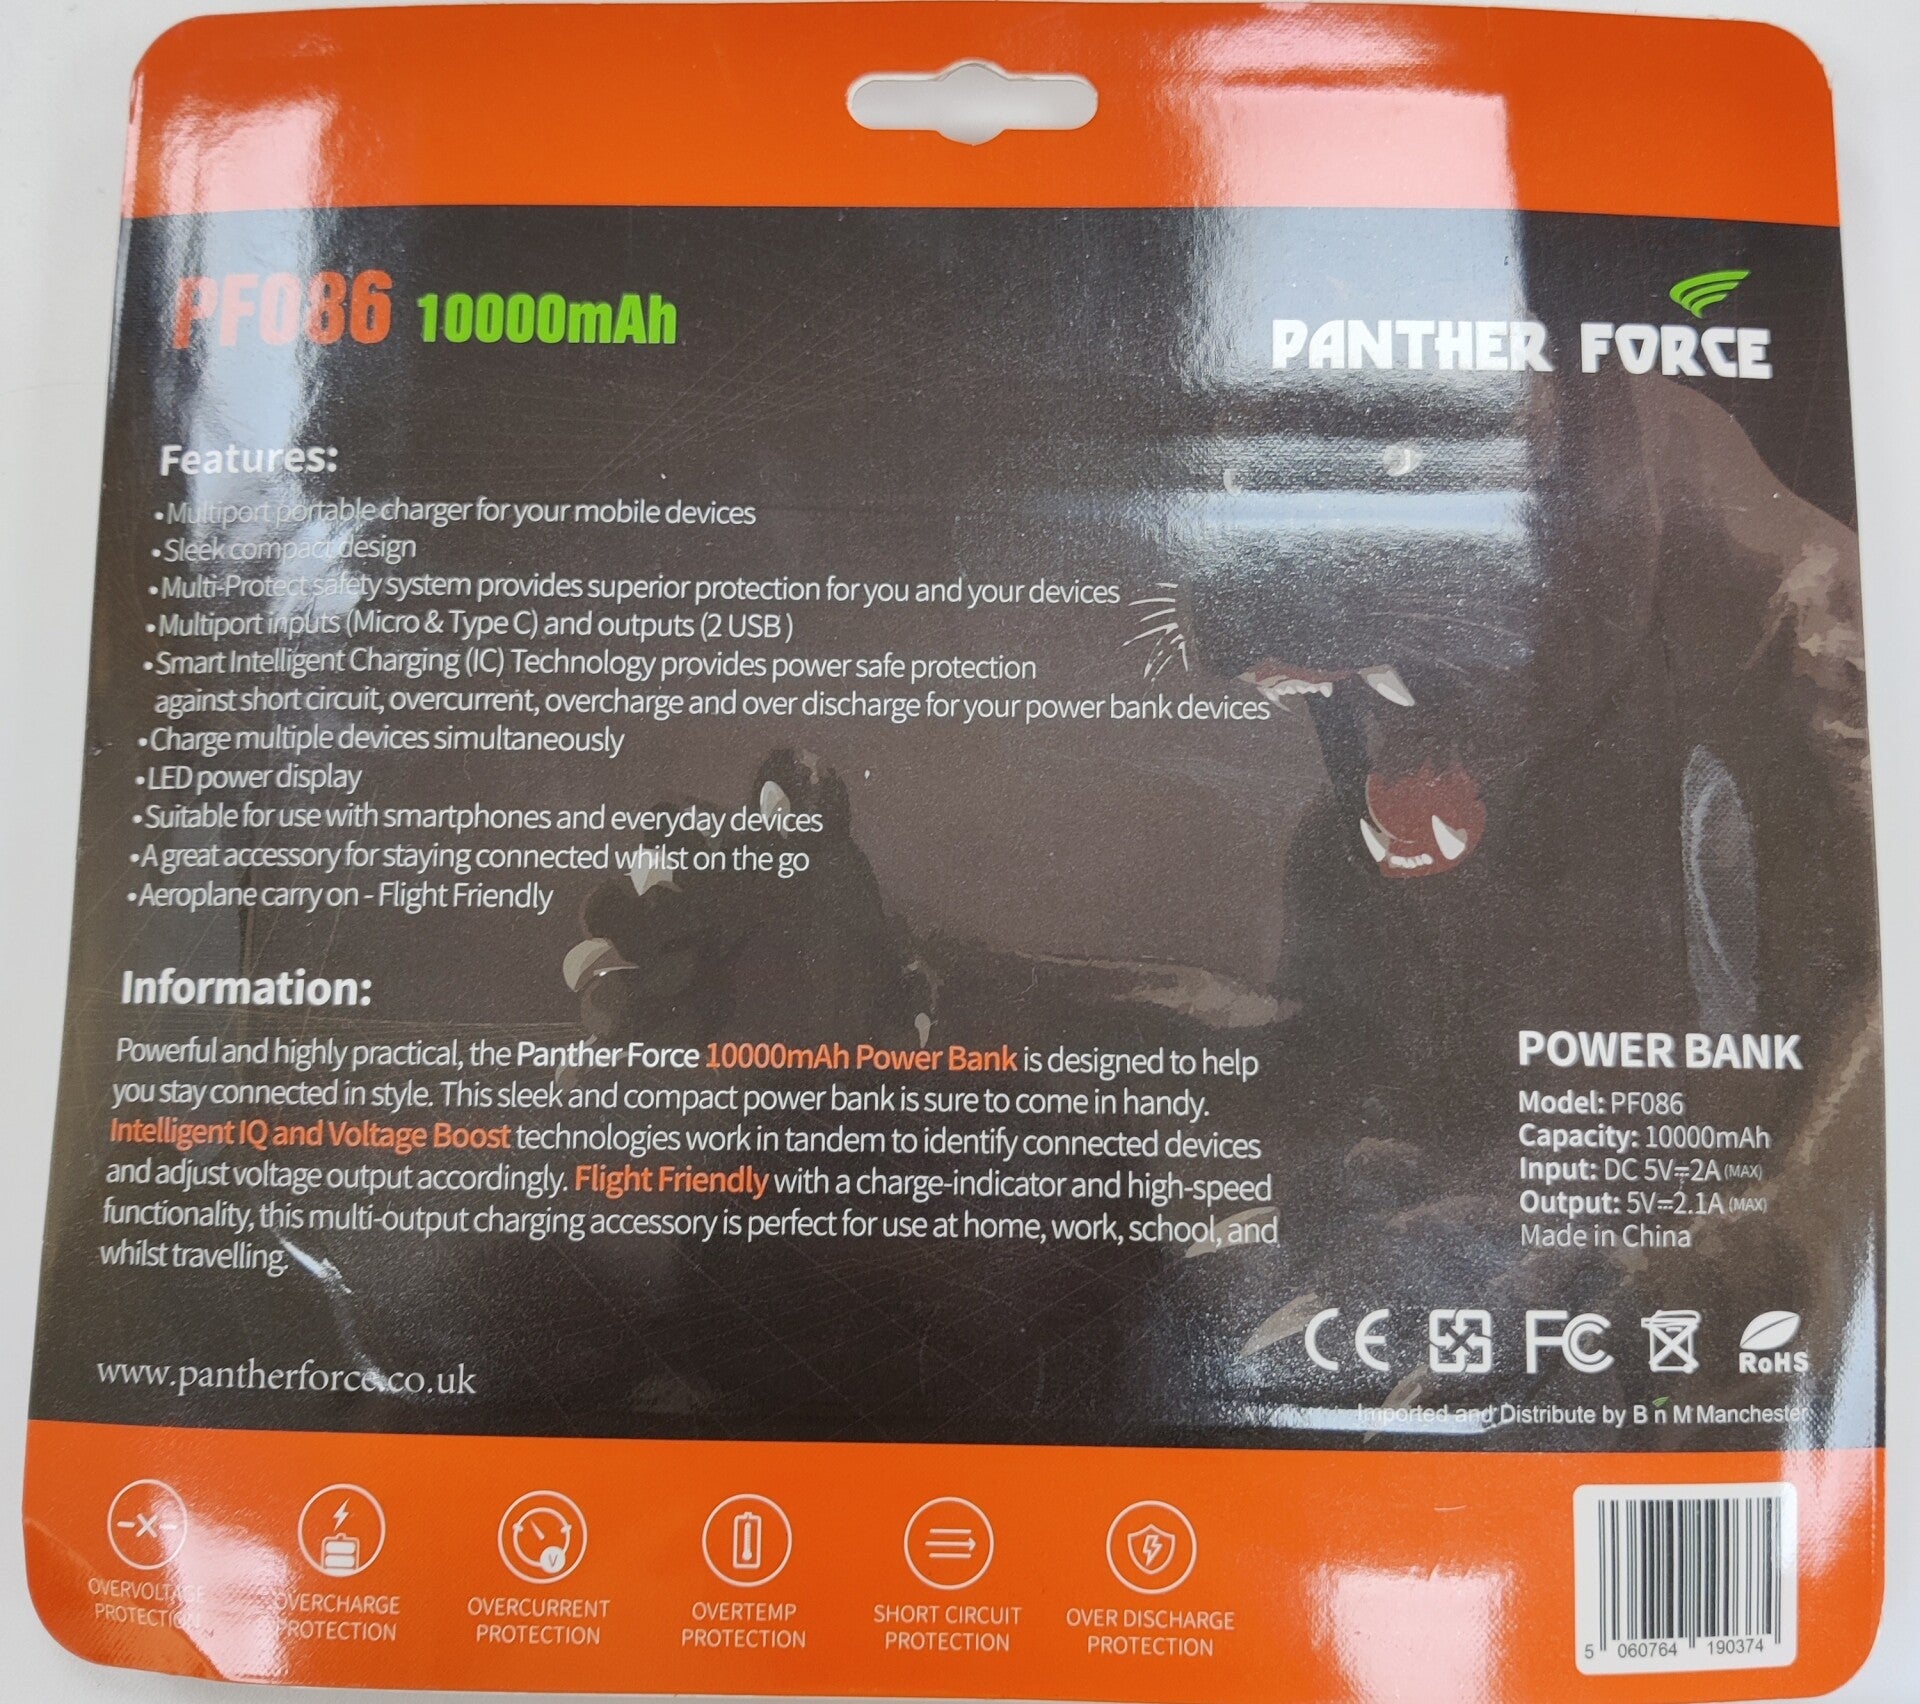 PF086 10000mAh
PANTHER FORCE
Features:
•Multiport portable charger for your mobile devices
•Sleek compact design
•Multi-Protect safety system provides superior protection for you and your devices
•Multiport inputs (Micro & Type C) and outputs (2 USB )
•Smart Intelligent Charging (IC) Technology provides power safe protection
against short circuit, overcurrent, overcharge and over discharge for your power bank devices
•Charge multiple devices simultaneously
•LED power display
•Suitable for use with smartphones and everyday devices
•A great accessory for staying connected whilst on the go
•Aeroplane carry on - Flight Friendly
Information:
Powerful and highly practical, the Panther Force 10000mAh Power Bank is designed to help
you stay connected in style. This sleek and compact power bank is sure to come in handy.
Intelligent IQ and Voltage Boost technologies work in tandem to identify connected devices
and adjust voltage output accordingly. Flight Friendly with a charge-indicator and high-speed
functionality, this multi-output charging accessory is perfect for use at home, work, school, and
whilst travelling.
www.pantherforce.co.uk
POWER BANK
Model: PF086
Capacity: 10000mAh
Input: DC 5V⎓2A (MAX)
Output: 5V⎓2.1A (MAX)
Made in China
CE FC RoHS
Imported and Distribute by B n M Manchester
OVERVOLTAGE
PROTECTION
OVERCHARGE
PROTECTION
V
OVERCURRENT
PROTECTION
OVERTEMP
PROTECTION
SHORT CIRCUIT
PROTECTION
OVER DISCHARGE
PROTECTION
5 060764 190374